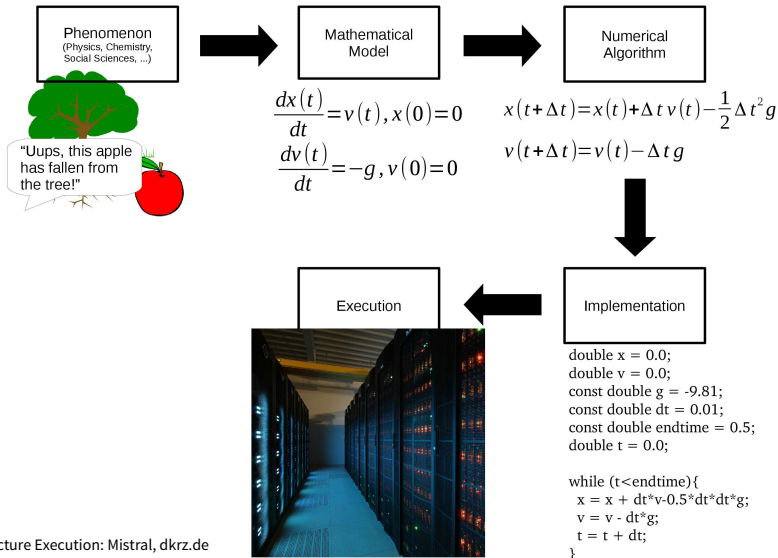 Phenomenon
(Physics, Chemistry,
Social Sciences, ...)
Mathematical
Model
Numerical
Algorithm
dx(t)/dt=v(t), x(0)=0
dv(t)/dt=−g, v(0)=0
x(t+Δt)=x(t)+Δt v(t)−1/2 Δt²g
v(t+Δt)=v(t)−Δt g
“Uups, this apple
has fallen from
the tree!”
Execution
Implementation
double x = 0.0;
double v = 0.0;
const double g = -9.81;
const double dt = 0.01;
const double endtime = 0.5;
double t = 0.0;
while (t<endtime){
x = x + dt*v-0.5*dt*dt*g;
v = v - dt*g;
t = t + dt;
}
cture Execution: Mistral, dkrz.de